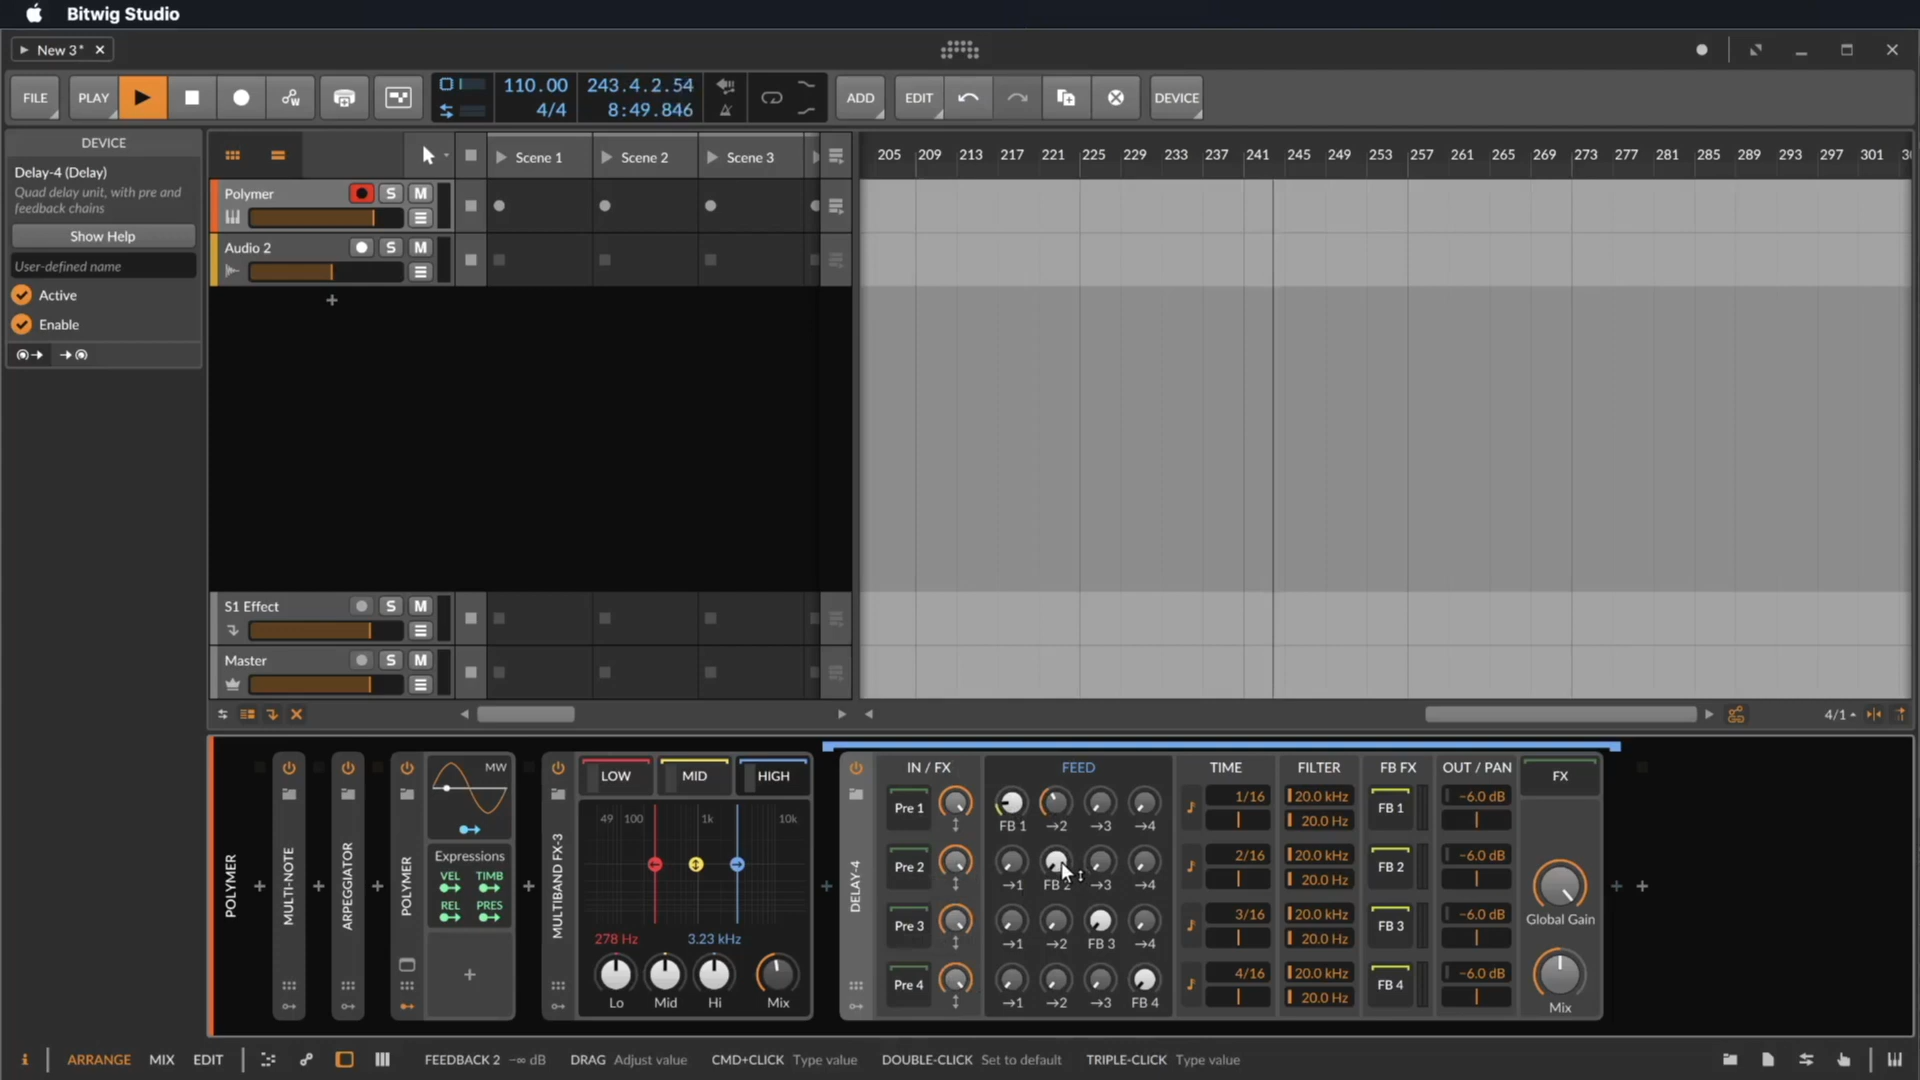 Bitwig Studio
New 3*
FILE
PLAY
110.00
4/4
243.4.2.54
8:49.846
ADD
EDIT
DEVICE
DEVICE
Delay-4 (Delay)
Quad delay unit, with pre and
feedback chains
Show Help
User-defined name
Active
Enable
Scene 1
Scene 2
Scene 3
205 209 213 217 221 225 229 233 237 241 245 249 253 257 261 265 269 273 277 281 285 289 293 297 301
Polymer
S
M
Audio 2
S
M
S1 Effect
S
M
Master
S
M
4/1
POLYMER
MULTI-NOTE
ARPEGGIATOR
POLYMER
MW
Expressions
VEL TIMB
REL PRES
MULTIBAND FX-3
LOW MID HIGH
49 100 1k 10k
278 Hz 3.23 kHz
Lo Mid Hi Mix
DELAY-4
IN / FX FEED TIME FILTER FB FX OUT / PAN FX
Pre 1 FB 1 →2 →3 →4 1/16 20.0 kHz 20.0 Hz FB 1 -6.0 dB
Pre 2 →1 FB 2 →3 →4 2/16 20.0 kHz 20.0 Hz FB 2 -6.0 dB
Pre 3 →1 →2 FB 3 →4 3/16 20.0 kHz 20.0 Hz FB 3 -6.0 dB
Pre 4 →1 →2 →3 FB 4 4/16 20.0 kHz 20.0 Hz FB 4 -6.0 dB
Global Gain
Mix
ARRANGE MIX EDIT
FEEDBACK 2 -∞ dB DRAG Adjust value CMD+CLICK Type value DOUBLE-CLICK Set to default TRIPLE-CLICK Type value